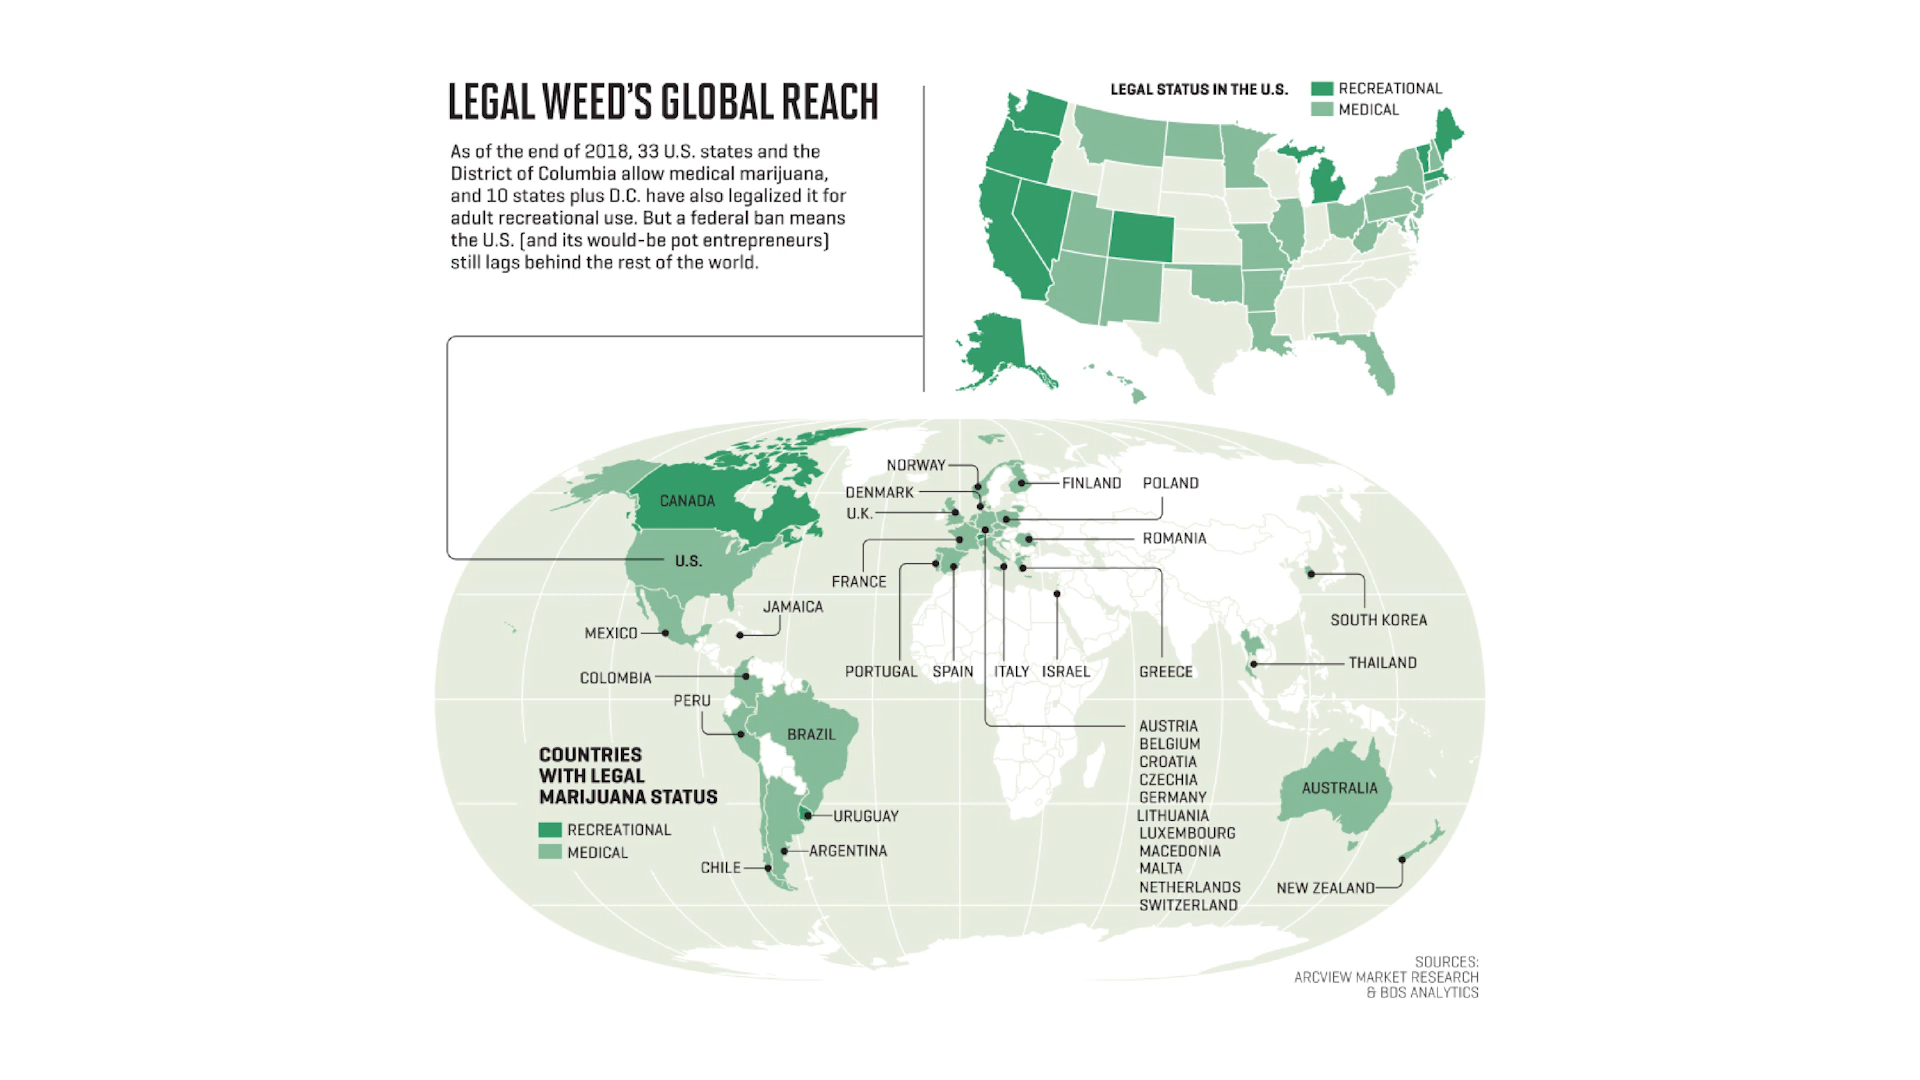 LEGAL WEED'S GLOBAL REACH
As of the end of 2018, 33 U.S. states and the
District of Columbia allow medical marijuana,
and 10 states plus D.C. have also legalized it for
adult recreational use. But a federal ban means
the U.S. (and its would-be pot entrepreneurs)
still lags behind the rest of the world.
LEGAL STATUS IN THE U.S.
RECREATIONAL
MEDICAL
CANADA
U.S.
MEXICO
JAMAICA
COLOMBIA
PERU
BRAZIL
URUGUAY
ARGENTINA
CHILE
NORWAY
DENMARK
U.K.
FRANCE
FINLAND
POLAND
ROMANIA
PORTUGAL
SPAIN
ITALY
ISRAEL
GREECE
AUSTRIA
BELGIUM
CROATIA
CZECHIA
GERMANY
LITHUANIA
LUXEMBOURG
MACEDONIA
MALTA
NETHERLANDS
SWITZERLAND
SOUTH KOREA
THAILAND
AUSTRALIA
NEW ZEALAND
COUNTRIES
WITH LEGAL
MARIJUANA STATUS
RECREATIONAL
MEDICAL
SOURCES:
ARCVIEW MARKET RESEARCH
& BDS ANALYTICS